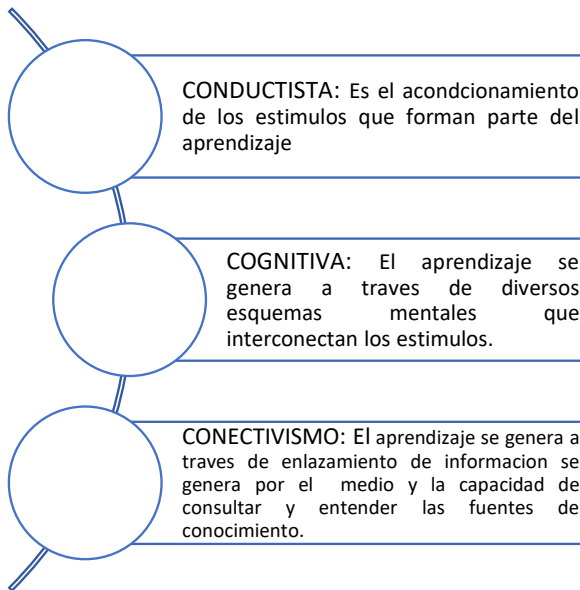 CONDUCTISTA: Es el acondcionamiento
de los estimulos que forman parte del
aprendizaje
COGNITIVA: El aprendizaje se
genera a traves de diversos
esquemas mentales que
interconectan los estimulos.
CONECTIVISMO: El aprendizaje se genera a
traves de enlazamiento de informacion se
genera por el medio y la capacidad de
consultar y entender las fuentes de
conocimiento.